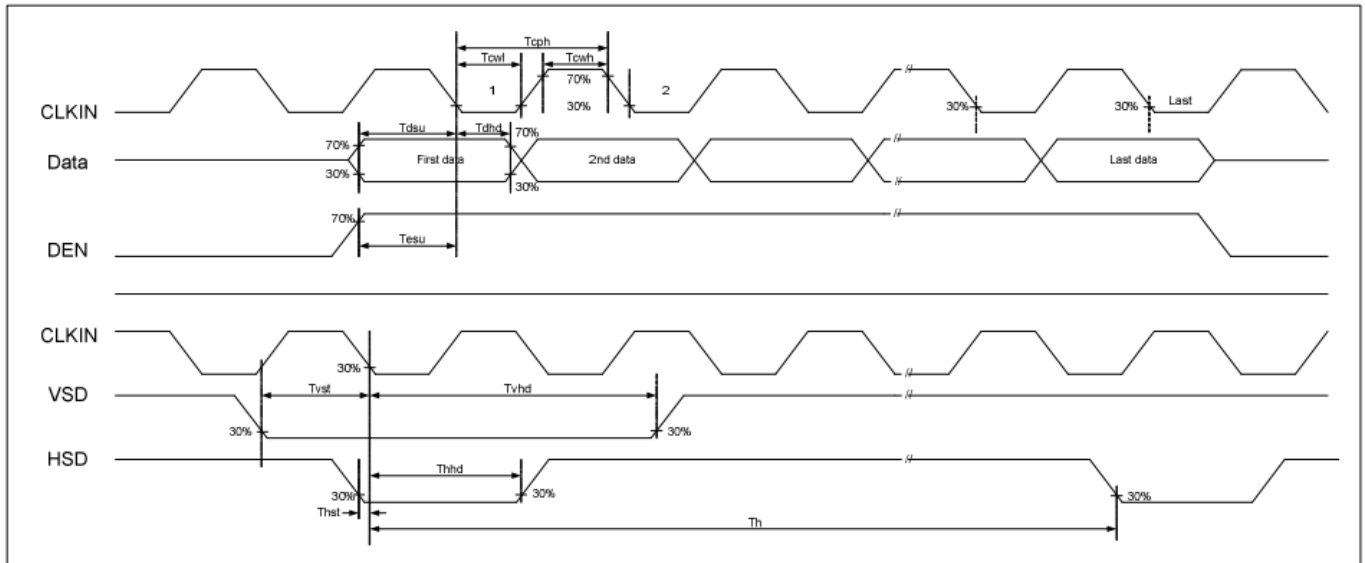 Tcph
Tcwl Tcwh
CLKIN 1 70% 30% 2 // 30% 30% Last
Tdsu Tdhd 70%
70%
Data First data 2nd data // Last data
30% 30% //
70% //
DEN Tesu
CLKIN
30% //
VSD Tvst Tvhd //
30% 30%
HSD Thhd //
30% 30% 30%
Thst
Th